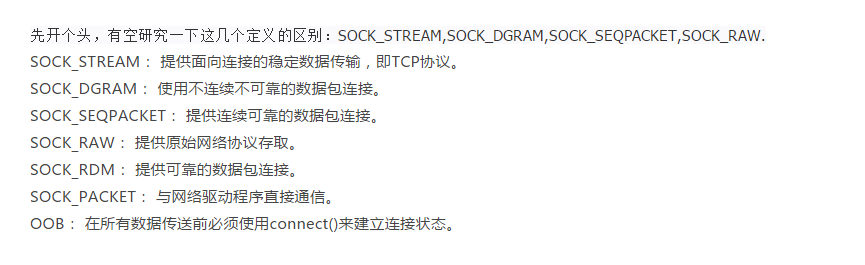 先开个头，有空研究一下这几个定义的区别：SOCK_STREAM,SOCK_DGRAM,SOCK_SEQPACKET,SOCK_RAW.
SOCK_STREAM： 提供面向连接的稳定数据传输，即TCP协议。
SOCK_DGRAM： 使用不连续不可靠的数据包连接。
SOCK_SEQPACKET： 提供连续可靠的数据包连接。
SOCK_RAW： 提供原始网络协议存取。
SOCK_RDM： 提供可靠的数据包连接。
SOCK_PACKET： 与网络驱动程序直接通信。
OOB： 在所有数据传送前必须使用connect()来建立连接状态。